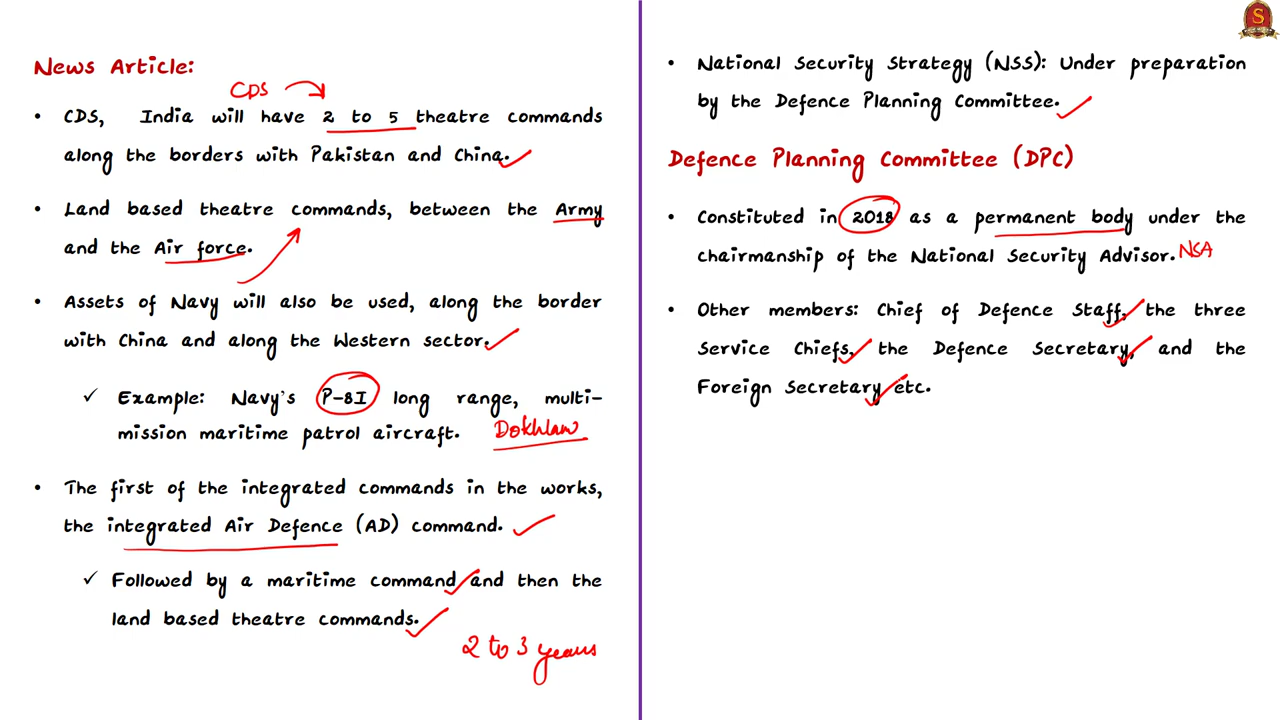 News Article:
CDS
• CDS, India will have 2 to 5 theatre commands
along the borders with Pakistan and China.
• Land based theatre commands, between the Army
and the Air force.
• Assets of Navy will also be used, along the border
with China and along the Western sector.
✓ Example: Navy's P-8I long range, multi-
mission maritime patrol aircraft.
Dokhlam
• The first of the integrated commands in the works,
the integrated Air Defence (AD) command.
✓ Followed by a maritime command and then the
land based theatre commands.
2 to 3 years
• National Security Strategy (NSS): Under preparation
by the Defence Planning Committee.
Defence Planning Committee (DPC)
• Constituted in 2018 as a permanent body under the
chairmanship of the National Security Advisor. NSA
• Other members: Chief of Defence Staff, the three
Service Chiefs, the Defence Secretary, and the
Foreign Secretary etc.
S